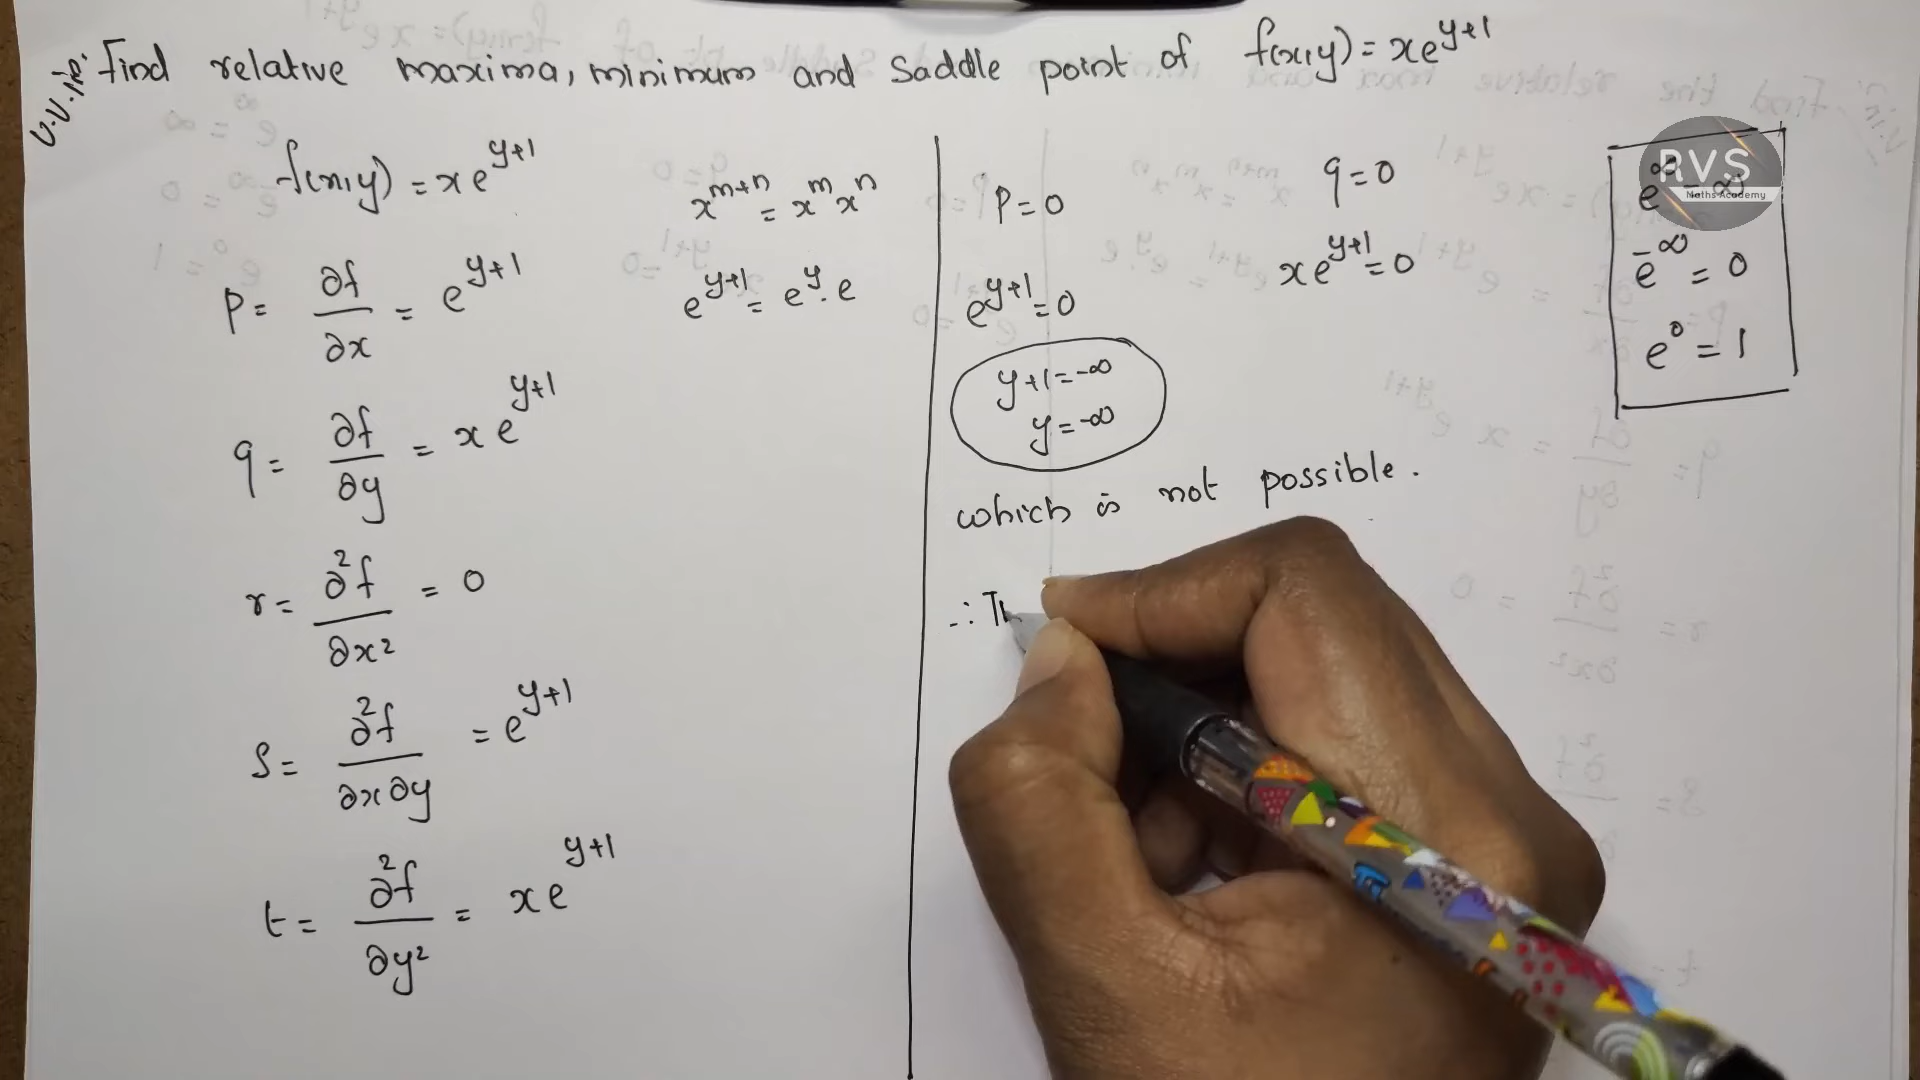 V.V.Ip. Find relative maxima, minimum and saddle point of f(x,y) = xe^{y+1}
f(x,y) = xe^{y+1}
x^{m+n} = x^m x^n
P = ∂f/∂x = e^{y+1}
e^{y+1} = e^y . e
q = ∂f/∂y = xe^{y+1}
r = ∂²f/∂x² = 0
s = ∂²f/∂x∂y = e^{y+1}
t = ∂²f/∂y² = xe^{y+1}
P = 0
e^{y+1} = 0
y+1 = -∞
y = -∞
which is not possible.
∴ Th
q = 0
xe^{y+1} = 0
e^∞ = ∞
e^{-∞} = 0
e^0 = 1
RVS
Maths Academy